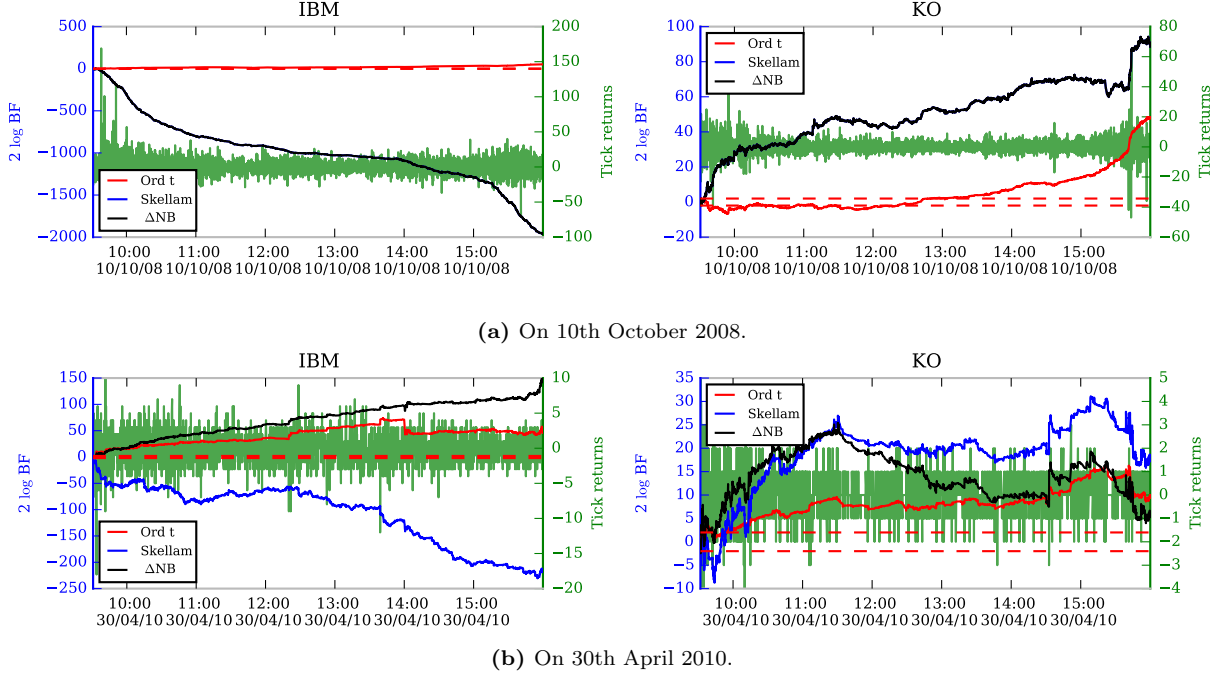 IBM
500
0
−500
−1000
−1500
−2000
2 log BF
200
150
100
50
0
−50
−100
Tick returns
Ord t
Skellam
ΔNB
10:00 11:00 12:00 13:00 14:00 15:00
10/10/08 10/10/08 10/10/08 10/10/08 10/10/08 10/10/08
KO
100
80
60
40
20
0
−20
2 log BF
80
60
40
20
0
−20
−40
−60
Tick returns
Ord t
Skellam
ΔNB
10:00 11:00 12:00 13:00 14:00 15:00
10/10/08 10/10/08 10/10/08 10/10/08 10/10/08 10/10/08
(a) On 10th October 2008.
IBM
150
100
50
0
−50
−100
−150
−200
−250
2 log BF
10
5
0
−5
−10
−15
−20
Tick returns
Ord t
Skellam
ΔNB
10:00 11:00 12:00 13:00 14:00 15:00
30/04/10 30/04/10 30/04/10 30/04/10 30/04/10 30/04/10
KO
35
30
25
20
15
10
5
0
−5
−10
2 log BF
5
4
3
2
1
0
−1
−2
−3
−4
Tick returns
Ord t
Skellam
ΔNB
10:00 11:00 12:00 13:00 14:00 15:00
30/04/10 30/04/10 30/04/10 30/04/10 30/04/10 30/04/10
(b) On 30th April 2010.